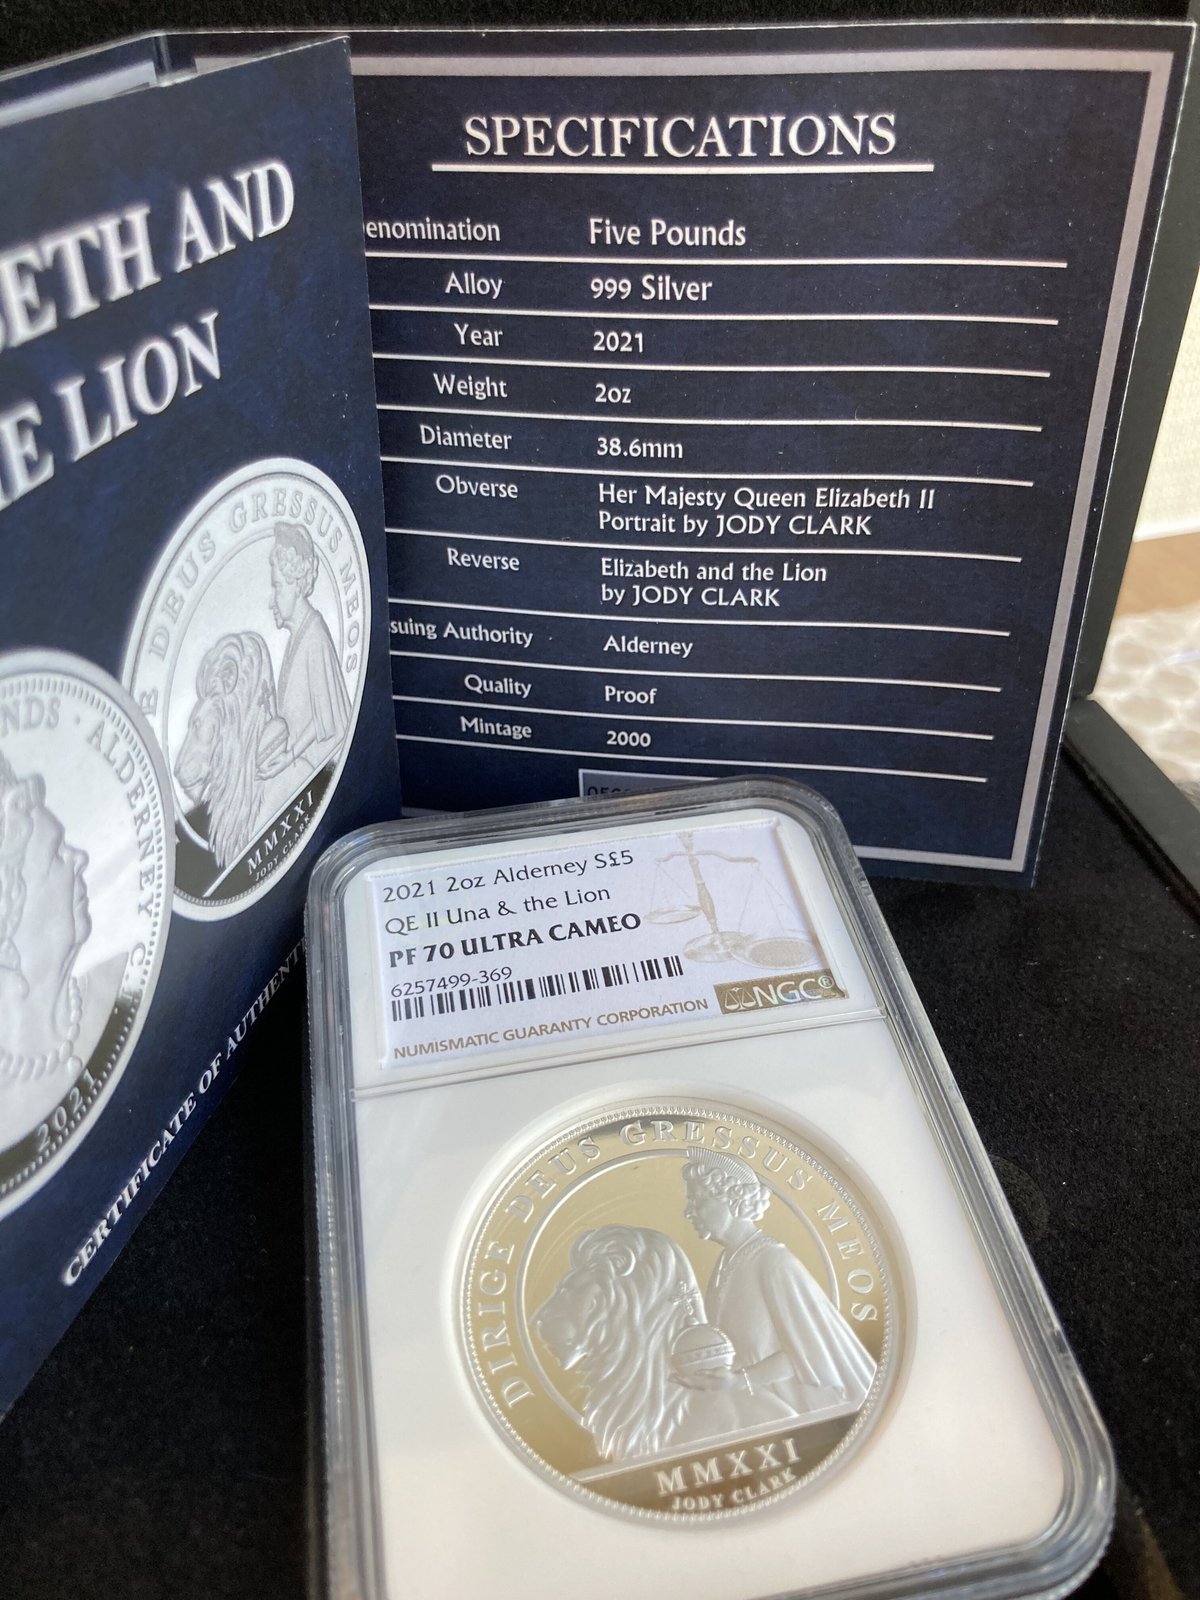 SPECIFICATIONS
enomination Five Pounds
Alloy 999 Silver
Year 2021
Weight 2oz
Diameter 38.6mm
Obverse Her Majesty Queen Elizabeth II
Portrait by JODY CLARK
Reverse Elizabeth and the Lion
by JODY CLARK
suing Authority Alderney
Quality Proof
Mintage 2000
BETH AND
E LION
E DEUS GRESSUS MEOS
MMXXI
JODY CLARK
NDS · ALDERNEY
2021
CERTIFICATE OF AUTHENT
2021 2oz Alderney S£5
QE II Una & the Lion
PF 70 ULTRA CAMEO
6257499-369
NGC®
NUMISMATIC GUARANTY CORPORATION
DIRIGE DEUS GRESSUS MEOS
MMXXI
JODY CLARK